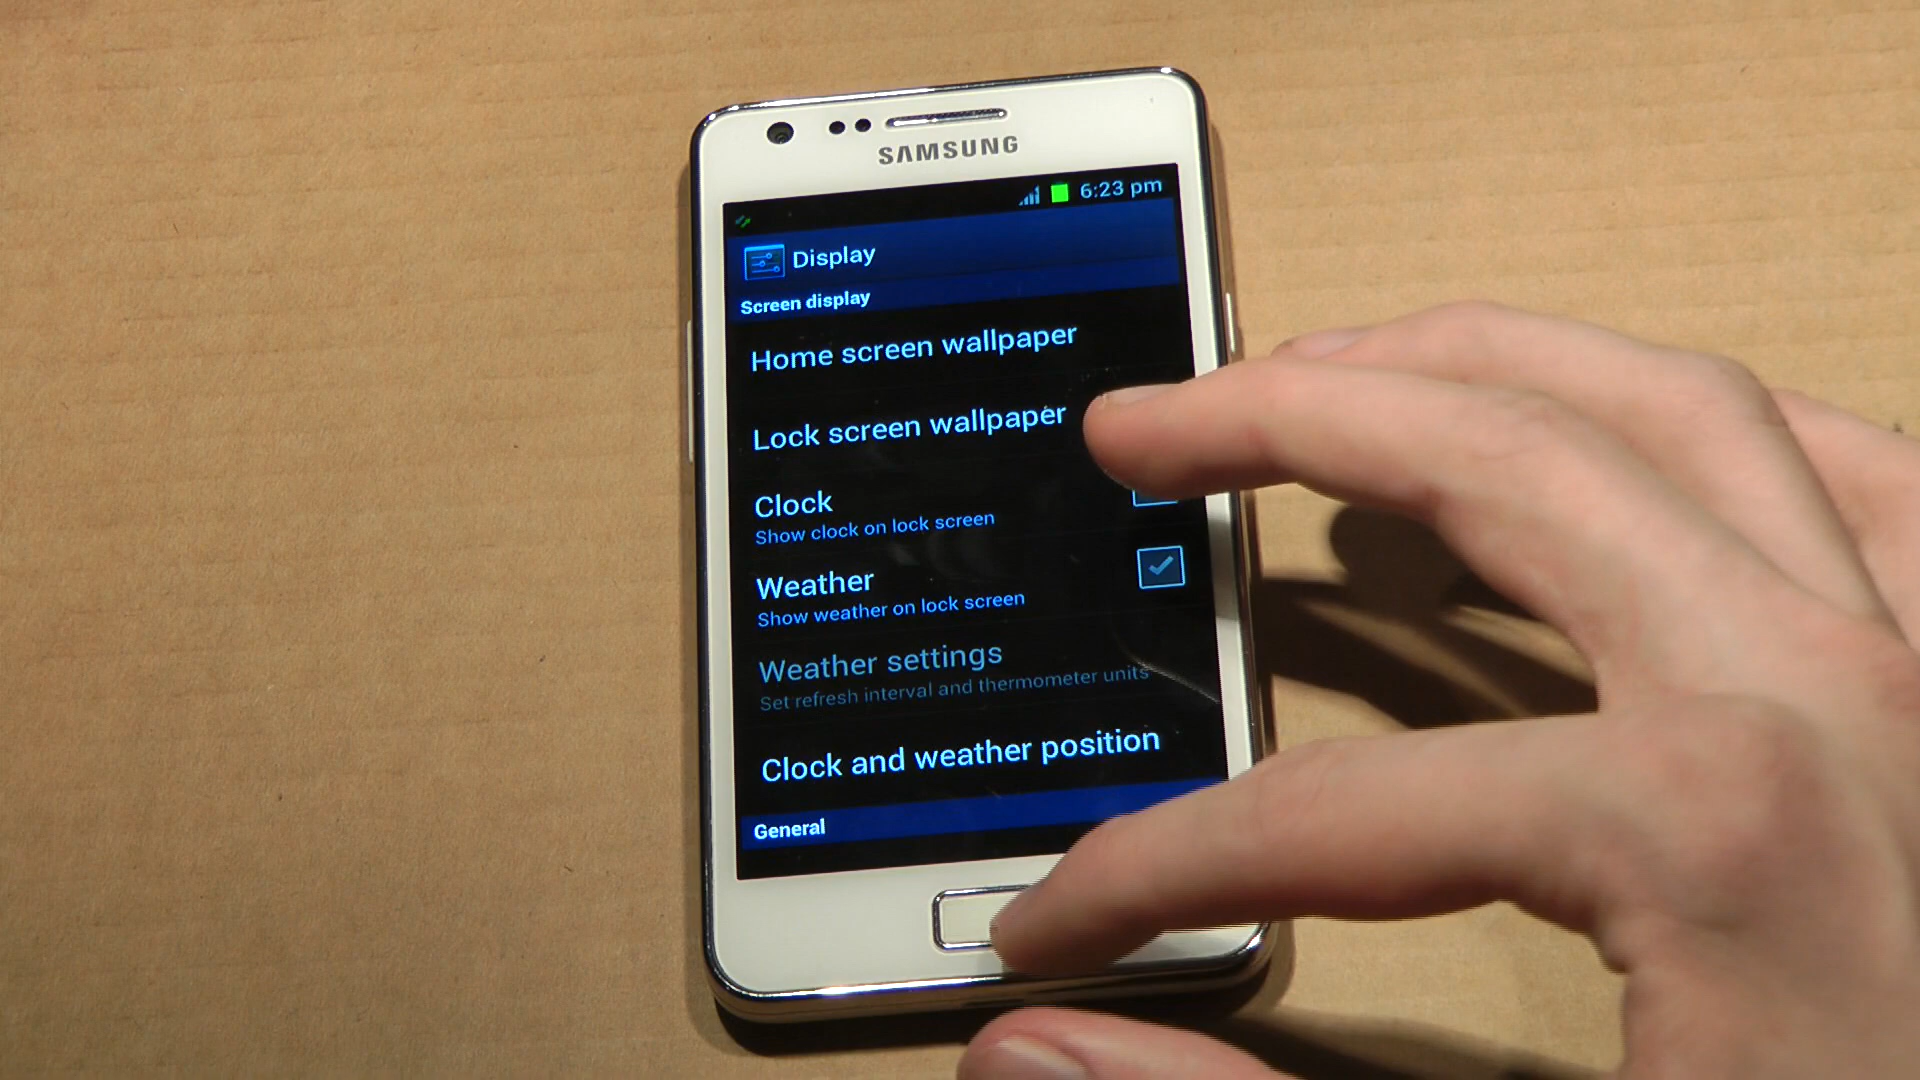 SAMSUNG
6:23 pm
Display
Screen display
Home screen wallpaper
Lock screen wallpaper
Clock
Show clock on lock screen
Weather
Show weather on lock screen
Weather settings
Set refresh interval and thermometer units
Clock and weather position
General